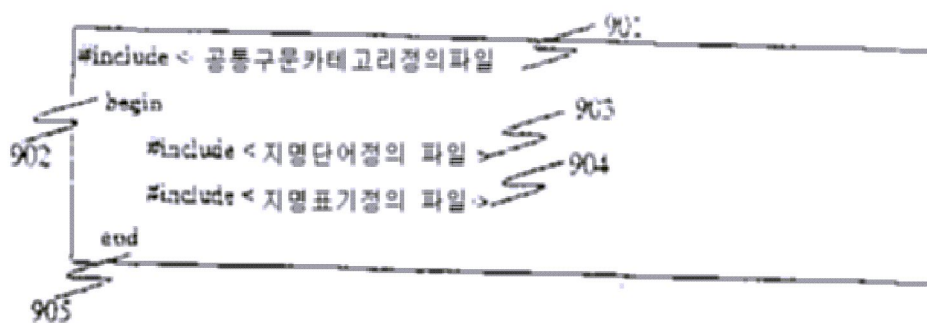 901
#include < 공통구문카테고리정의파일 >
begin
903
902
#include < 지명단어정의 파일 >
904
#include < 지명표기정의 파일 >
end
905